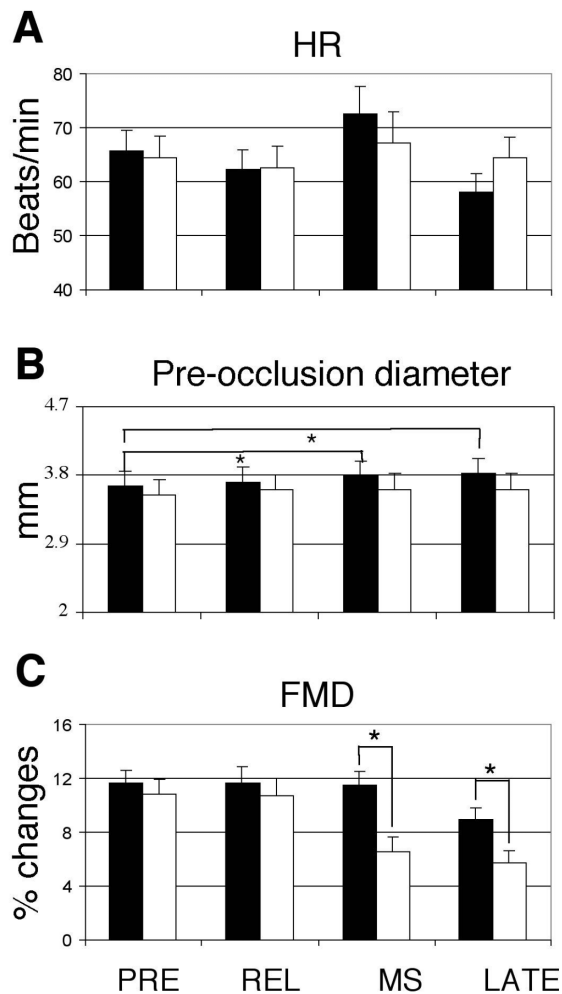 A
HR
Beats/min
80
70
60
50
40
B
Pre-occlusion diameter
mm
4.7
3.8
2.9
2
*
*
C
FMD
% changes
16
12
8
4
0
*
*
PRE REL MS LATE